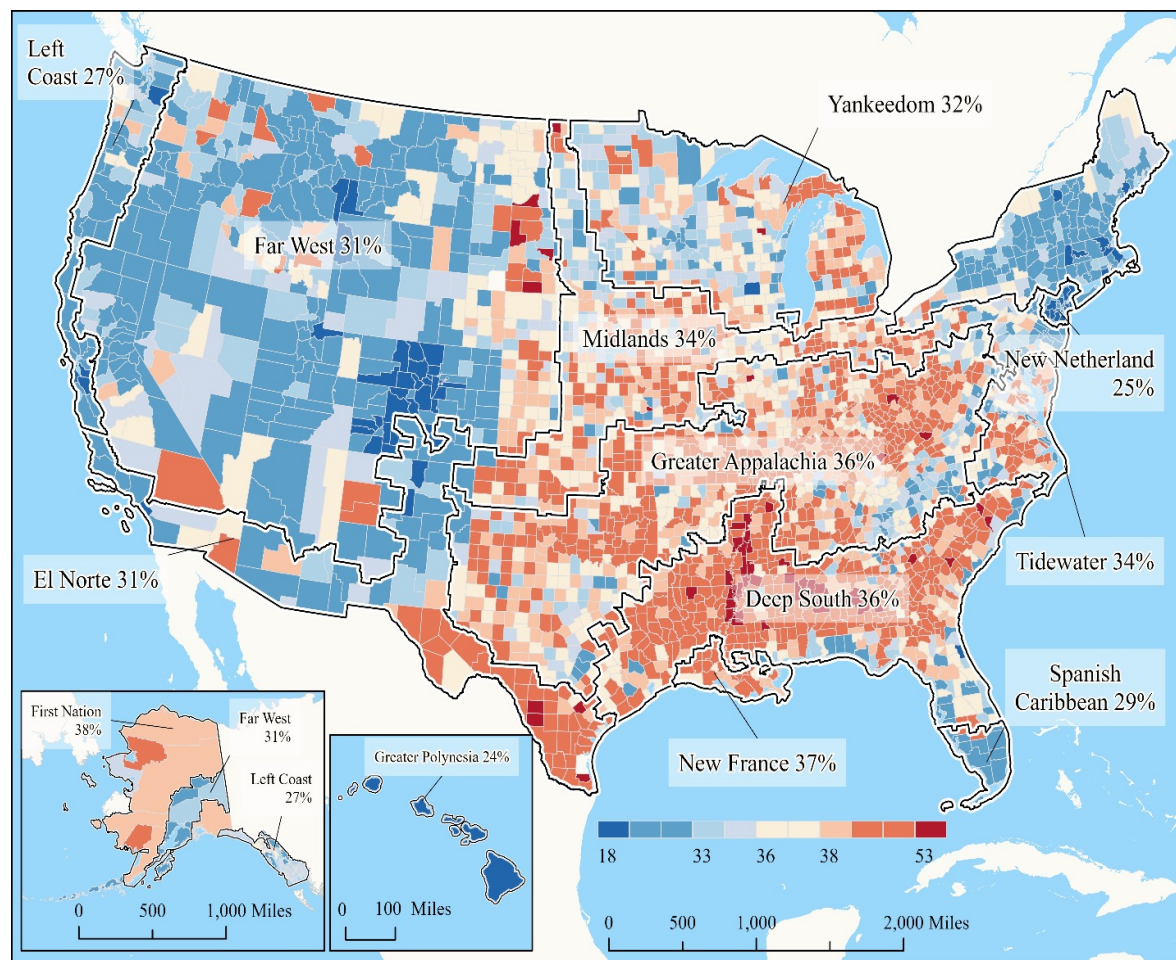 Left
Coast 27%
Yankeedom 32%
Far West 31%
Midlands 34%
New Netherland
25%
Greater Appalachia 36%
El Norte 31%
Tidewater 34%
Deep South 36%
Spanish
Caribbean 29%
New France 37%
First Nation
38%
Far West
31%
Left Coast
27%
Greater Polynesia 24%
18 33 36 38 53
0 500 1,000 Miles
0 100 Miles
0 500 1,000 2,000 Miles